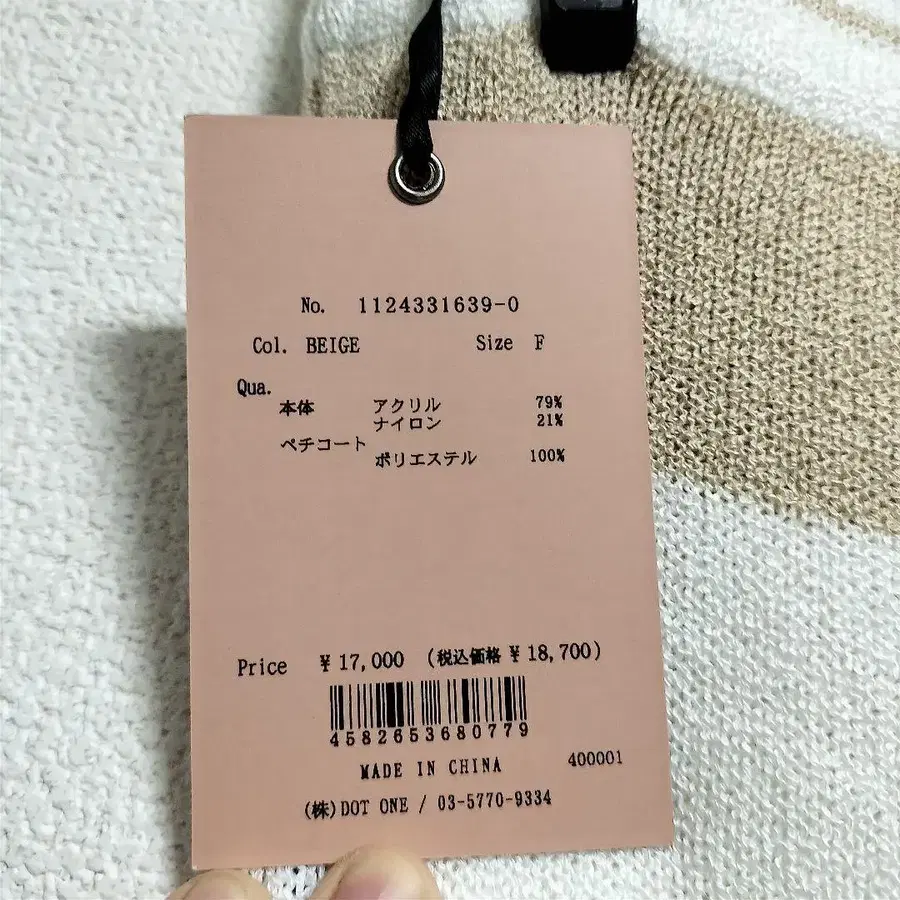 No. 1124331639-0
Col. BEIGE Size F
Qua.
本体 アクリル 79%
ナイロン 21%
ペチコート
ポリエステル 100%
Price ¥17,000 (税込価格 ¥18,700)
4582653680779
MADE IN CHINA 400001
(株)DOT ONE / 03-5770-9334